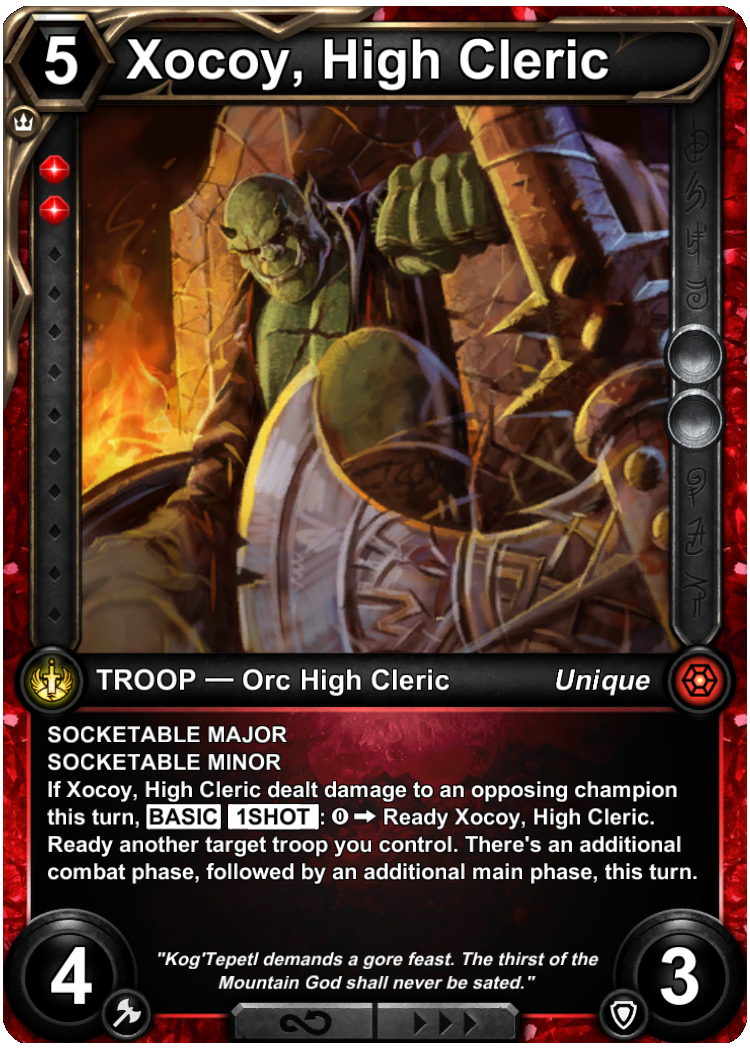 5 Xocoy, High Cleric
TROOP — Orc High Cleric Unique
SOCKETABLE MAJOR
SOCKETABLE MINOR
If Xocoy, High Cleric dealt damage to an opposing champion
this turn, BASIC 1SHOT : 0 ➡ Ready Xocoy, High Cleric.
Ready another target troop you control. There's an additional
combat phase, followed by an additional main phase, this turn.
"Kog'Tepetl demands a gore feast. The thirst of the
Mountain God shall never be sated."
4 3